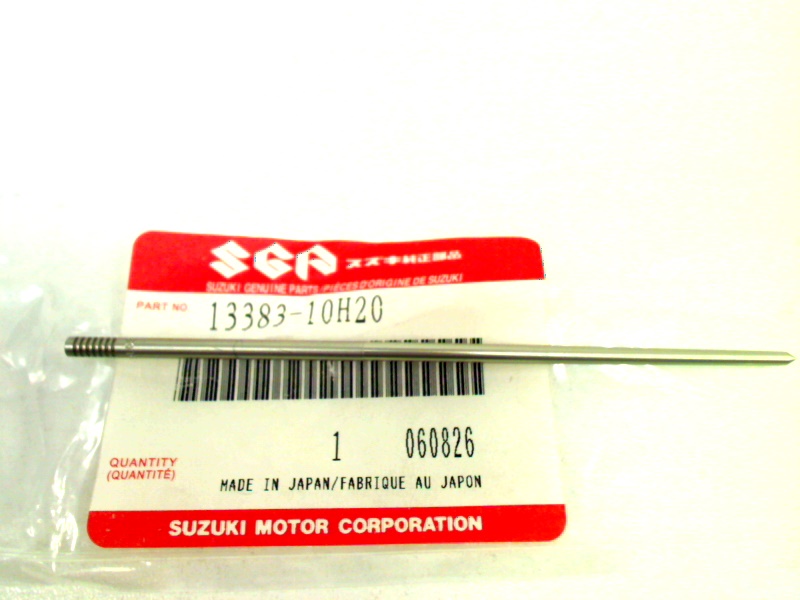 SGP スズキ純正部品
SUZUKI GENUINE PARTS/PIÈCES D'ORIGINE DE SUZUKI
PART NO 13383-10H20
1 060826
QUANTITY
(QUANTITÉ)
MADE IN JAPAN/FABRIQUE AU JAPON
SUZUKI MOTOR CORPORATION